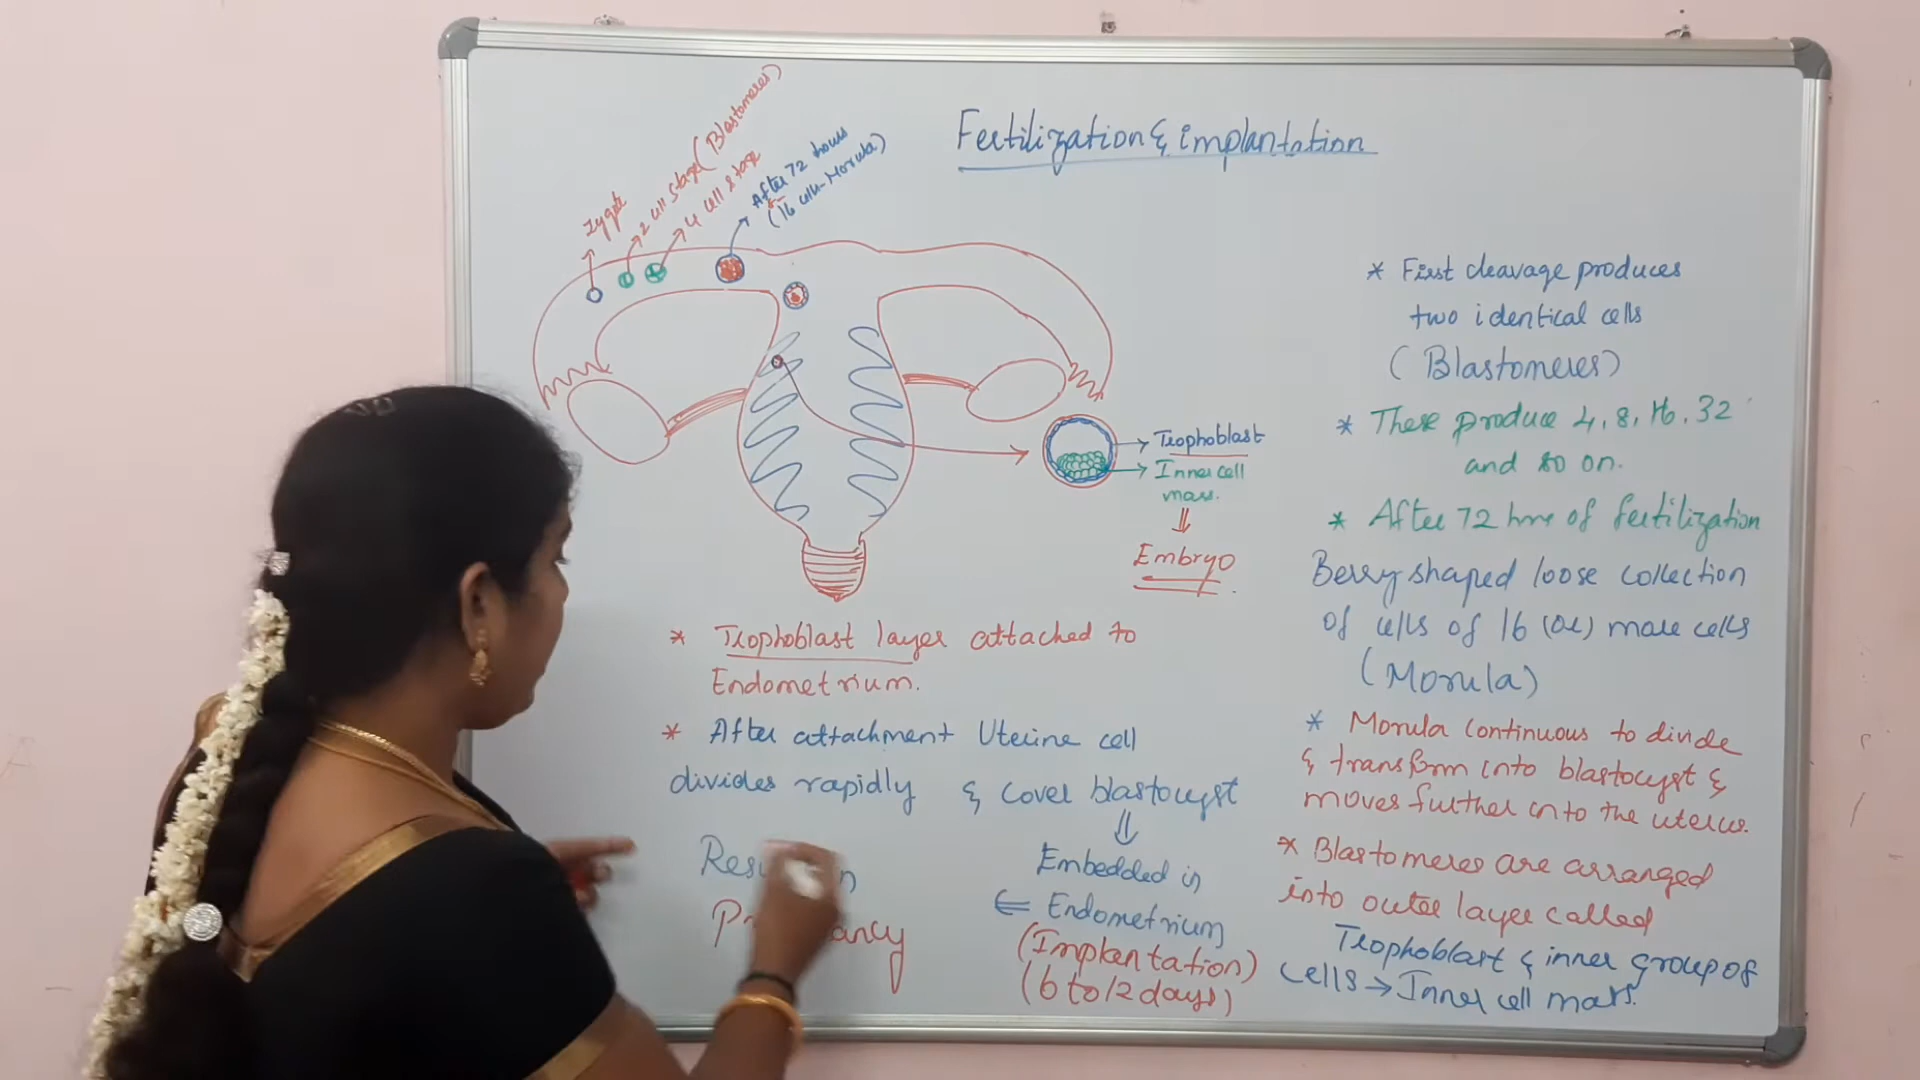 Fertilization & implantation
Zygote
2 cell stage (Blastomeres)
4 cell stage
After 72 hours
(16 cells-Morula)
Trophoblast
Inner cell
mass.
⇓
Embryo
* First cleavage produces
two identical cells
(Blastomeres)
* These produce 4, 8, 16, 32
and so on.
* After 72 hrs of fertilization
Berry shaped loose collection
of cells of 16 (or) more cells
(Morula)
* Morula continuous to divide
& transform into blastocyst &
moves further into the uterus.
* Blastomeres are arranged
into outer layer called
Trophoblast & inner group of
cells → Inner cell mass.
* Trophoblast layer attached to
Endometrium.
* After attachment Uterine cell
divides rapidly & cover blastocyst
⇓
Embedded in
⇐ Endometrium
(Implantation)
(6 to 12 days)